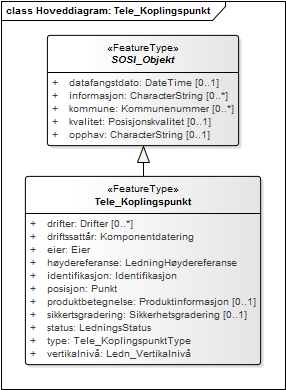 class Hoveddiagram: Tele_Koplingspunkt
«FeatureType»
SOSI_Objekt
+ datafangstdato: DateTime [0..1]
+ informasjon: CharacterString [0..*]
+ kommune: Kommunenummer [0..*]
+ kvalitet: Posisjonskvalitet [0..1]
+ opphav: CharacterString [0..1]
«FeatureType»
Tele_Koplingspunkt
+ drifter: Drifter [0..*]
+ driftssattår: Komponentdatering
+ eier: Eier
+ høydereferanse: LedningHøydereferanse
+ identifikasjon: Identifikasjon
+ posisjon: Punkt
+ produktbetegnelse: Produktinformasjon [0..1]
+ sikkertsgradering: Sikkerhetsgradering [0..1]
+ status: LedningsStatus
+ type: Tele_KoplingspunktType
+ vertikalnivå: Ledn_Vertikalnivå